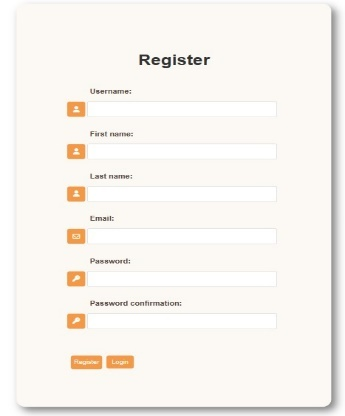 Register
Username:
First name:
Last name:
Email:
Password:
Password confirmation:
Register Login